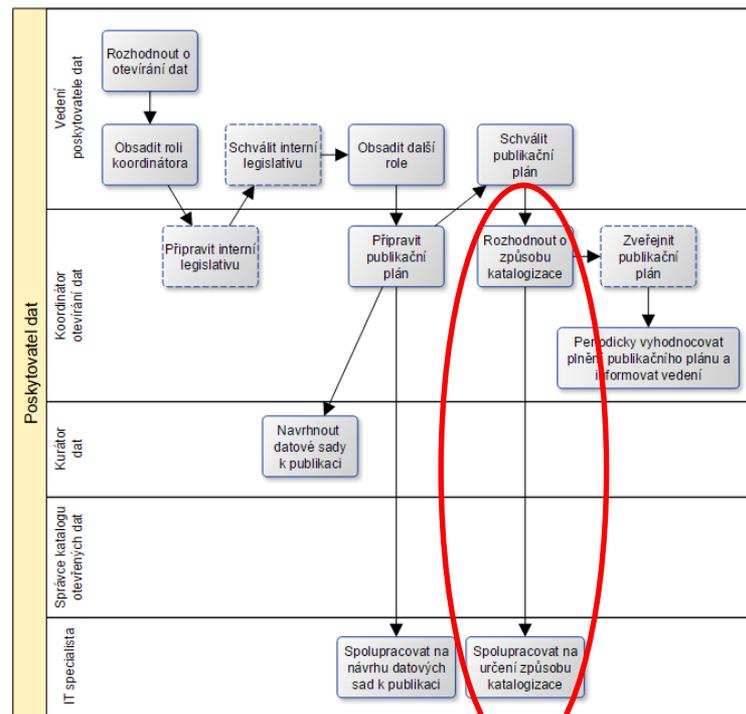 Poskytovatel dat
Vedení
poskytovatele dat
Rozhodnout o
otevírání dat
Obsadit roli
koordinátora
Schválit interní
legislativu
Obsadit další
role
Schválit
publikační
plán
Koordinátor
otevírání dat
Připravit interní
legislativu
Připravit
publikační
plán
Rozhodnout o
způsobu
katalogizace
Zveřejnit
publikační
plán
Periodicky vyhodnocovat
plnění publikačního plánu a
informovat vedení
Kurátor
dat
Navrhnout
datové sady
k publikaci
Správce katalogu
otevřených dat
IT specialista
Spolupracovat na
návrhu datových
sad k publikaci
Spolupracovat na
určení způsobu
katalogizace